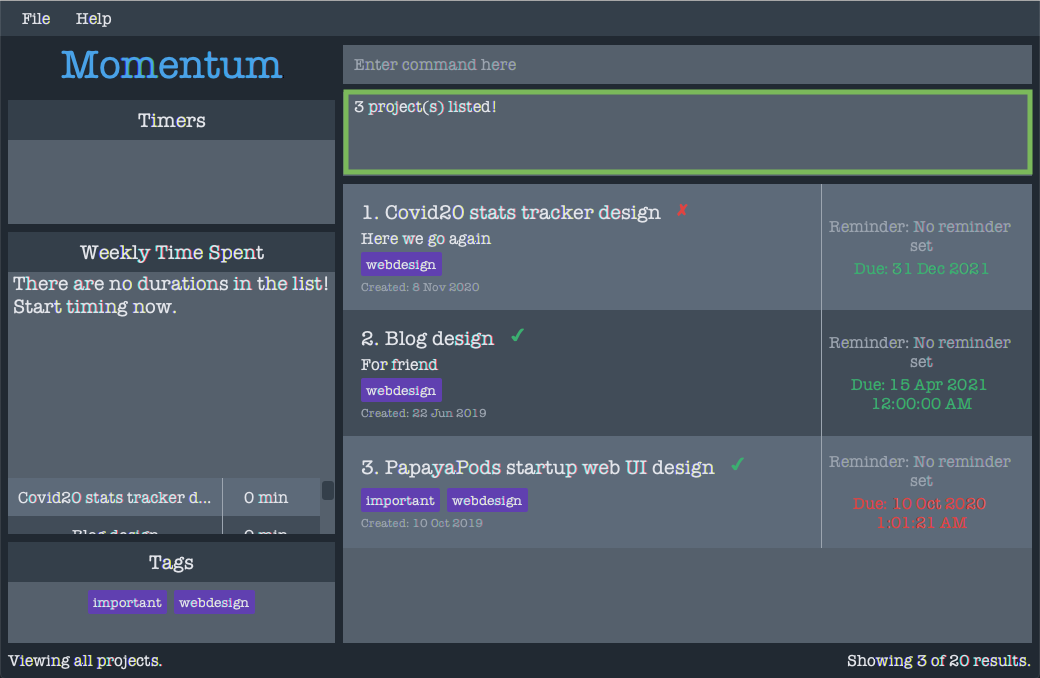 File Help
Momentum
Timers
Weekly Time Spent
There are no durations in the list!
Start timing now.
Covid20 stats tracker d... 0 min
Blog design 0 min
Tags
important webdesign
Enter command here
3 project(s) listed!
1. Covid20 stats tracker design ✗
Here we go again
webdesign
Created: 8 Nov 2020
Reminder: No reminder
set
Due: 31 Dec 2021
2. Blog design ✓
For friend
webdesign
Created: 22 Jun 2019
Reminder: No reminder
set
Due: 15 Apr 2021
12:00:00 AM
3. PapayaPods startup web UI design ✓
important webdesign
Created: 10 Oct 2019
Reminder: No reminder
set
Due: 10 Oct 2020
1:01:21 AM
Viewing all projects.
Showing 3 of 20 results.